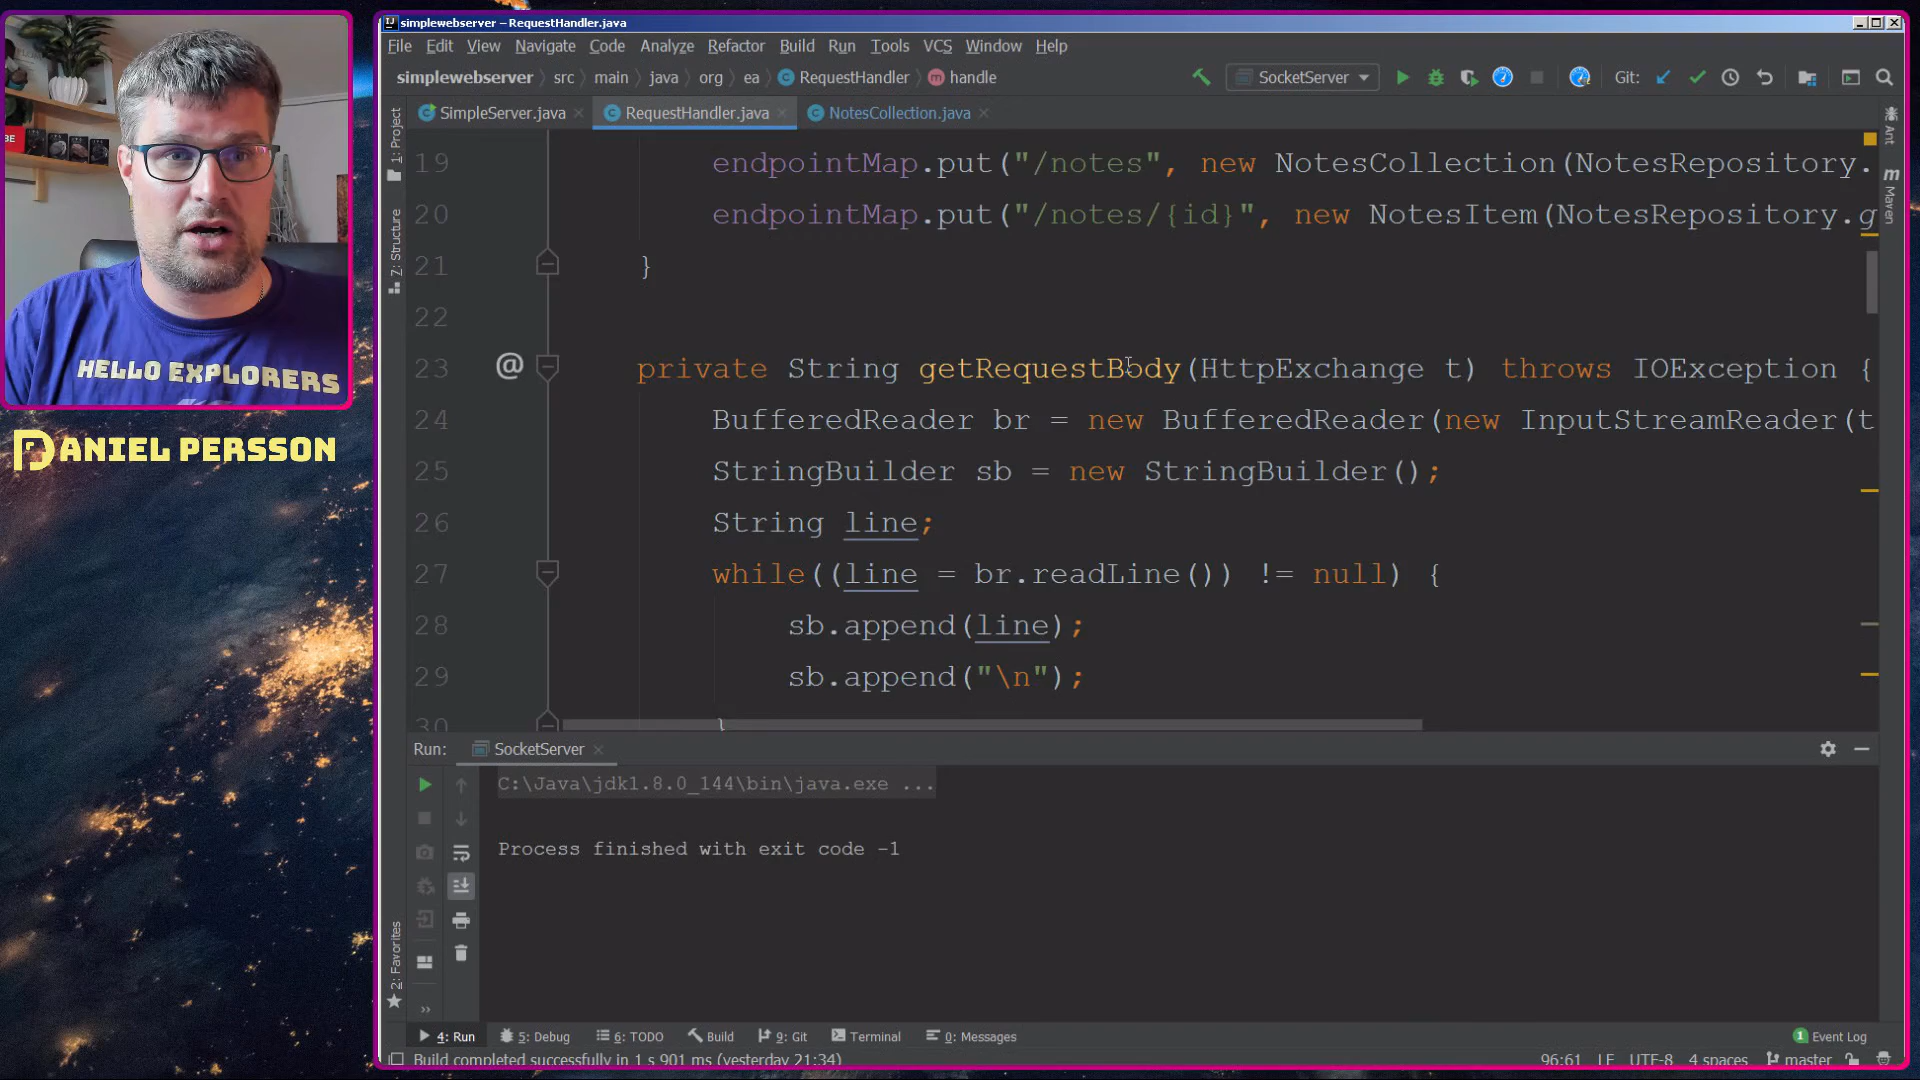 simplewebserver – RequestHandler.java
File Edit View Navigate Code Analyze Refactor Build Run Tools VCS Window Help
simplewebserver src main java org ea RequestHandler handle
SocketServer Git:
SimpleServer.java RequestHandler.java NotesCollection.java
1: Project
7: Structure
2: Favorites
Ant
Maven
19 endpointMap.put("/notes", new NotesCollection(NotesRepository.
20 endpointMap.put("/notes/{id}", new NotesItem(NotesRepository.g
21 }
22
23 @ private String getRequestBody(HttpExchange t) throws IOException {
24 BufferedReader br = new BufferedReader(new InputStreamReader(t
25 StringBuilder sb = new StringBuilder();
26 String line;
27 while((line = br.readLine()) != null) {
28 sb.append(line);
29 sb.append("\n");
30 }
Run: SocketServer
C:\Java\jdk1.8.0_144\bin\java.exe ...
Process finished with exit code -1
4: Run 5: Debug 6: TODO Build 9: Git Terminal 0: Messages 1 Event Log
Build completed successfully in 1 s 901 ms (yesterday 21:34) 96:61 LF UTF-8 4 spaces master
HELLO EXPLORERS
DANIEL PERSSON